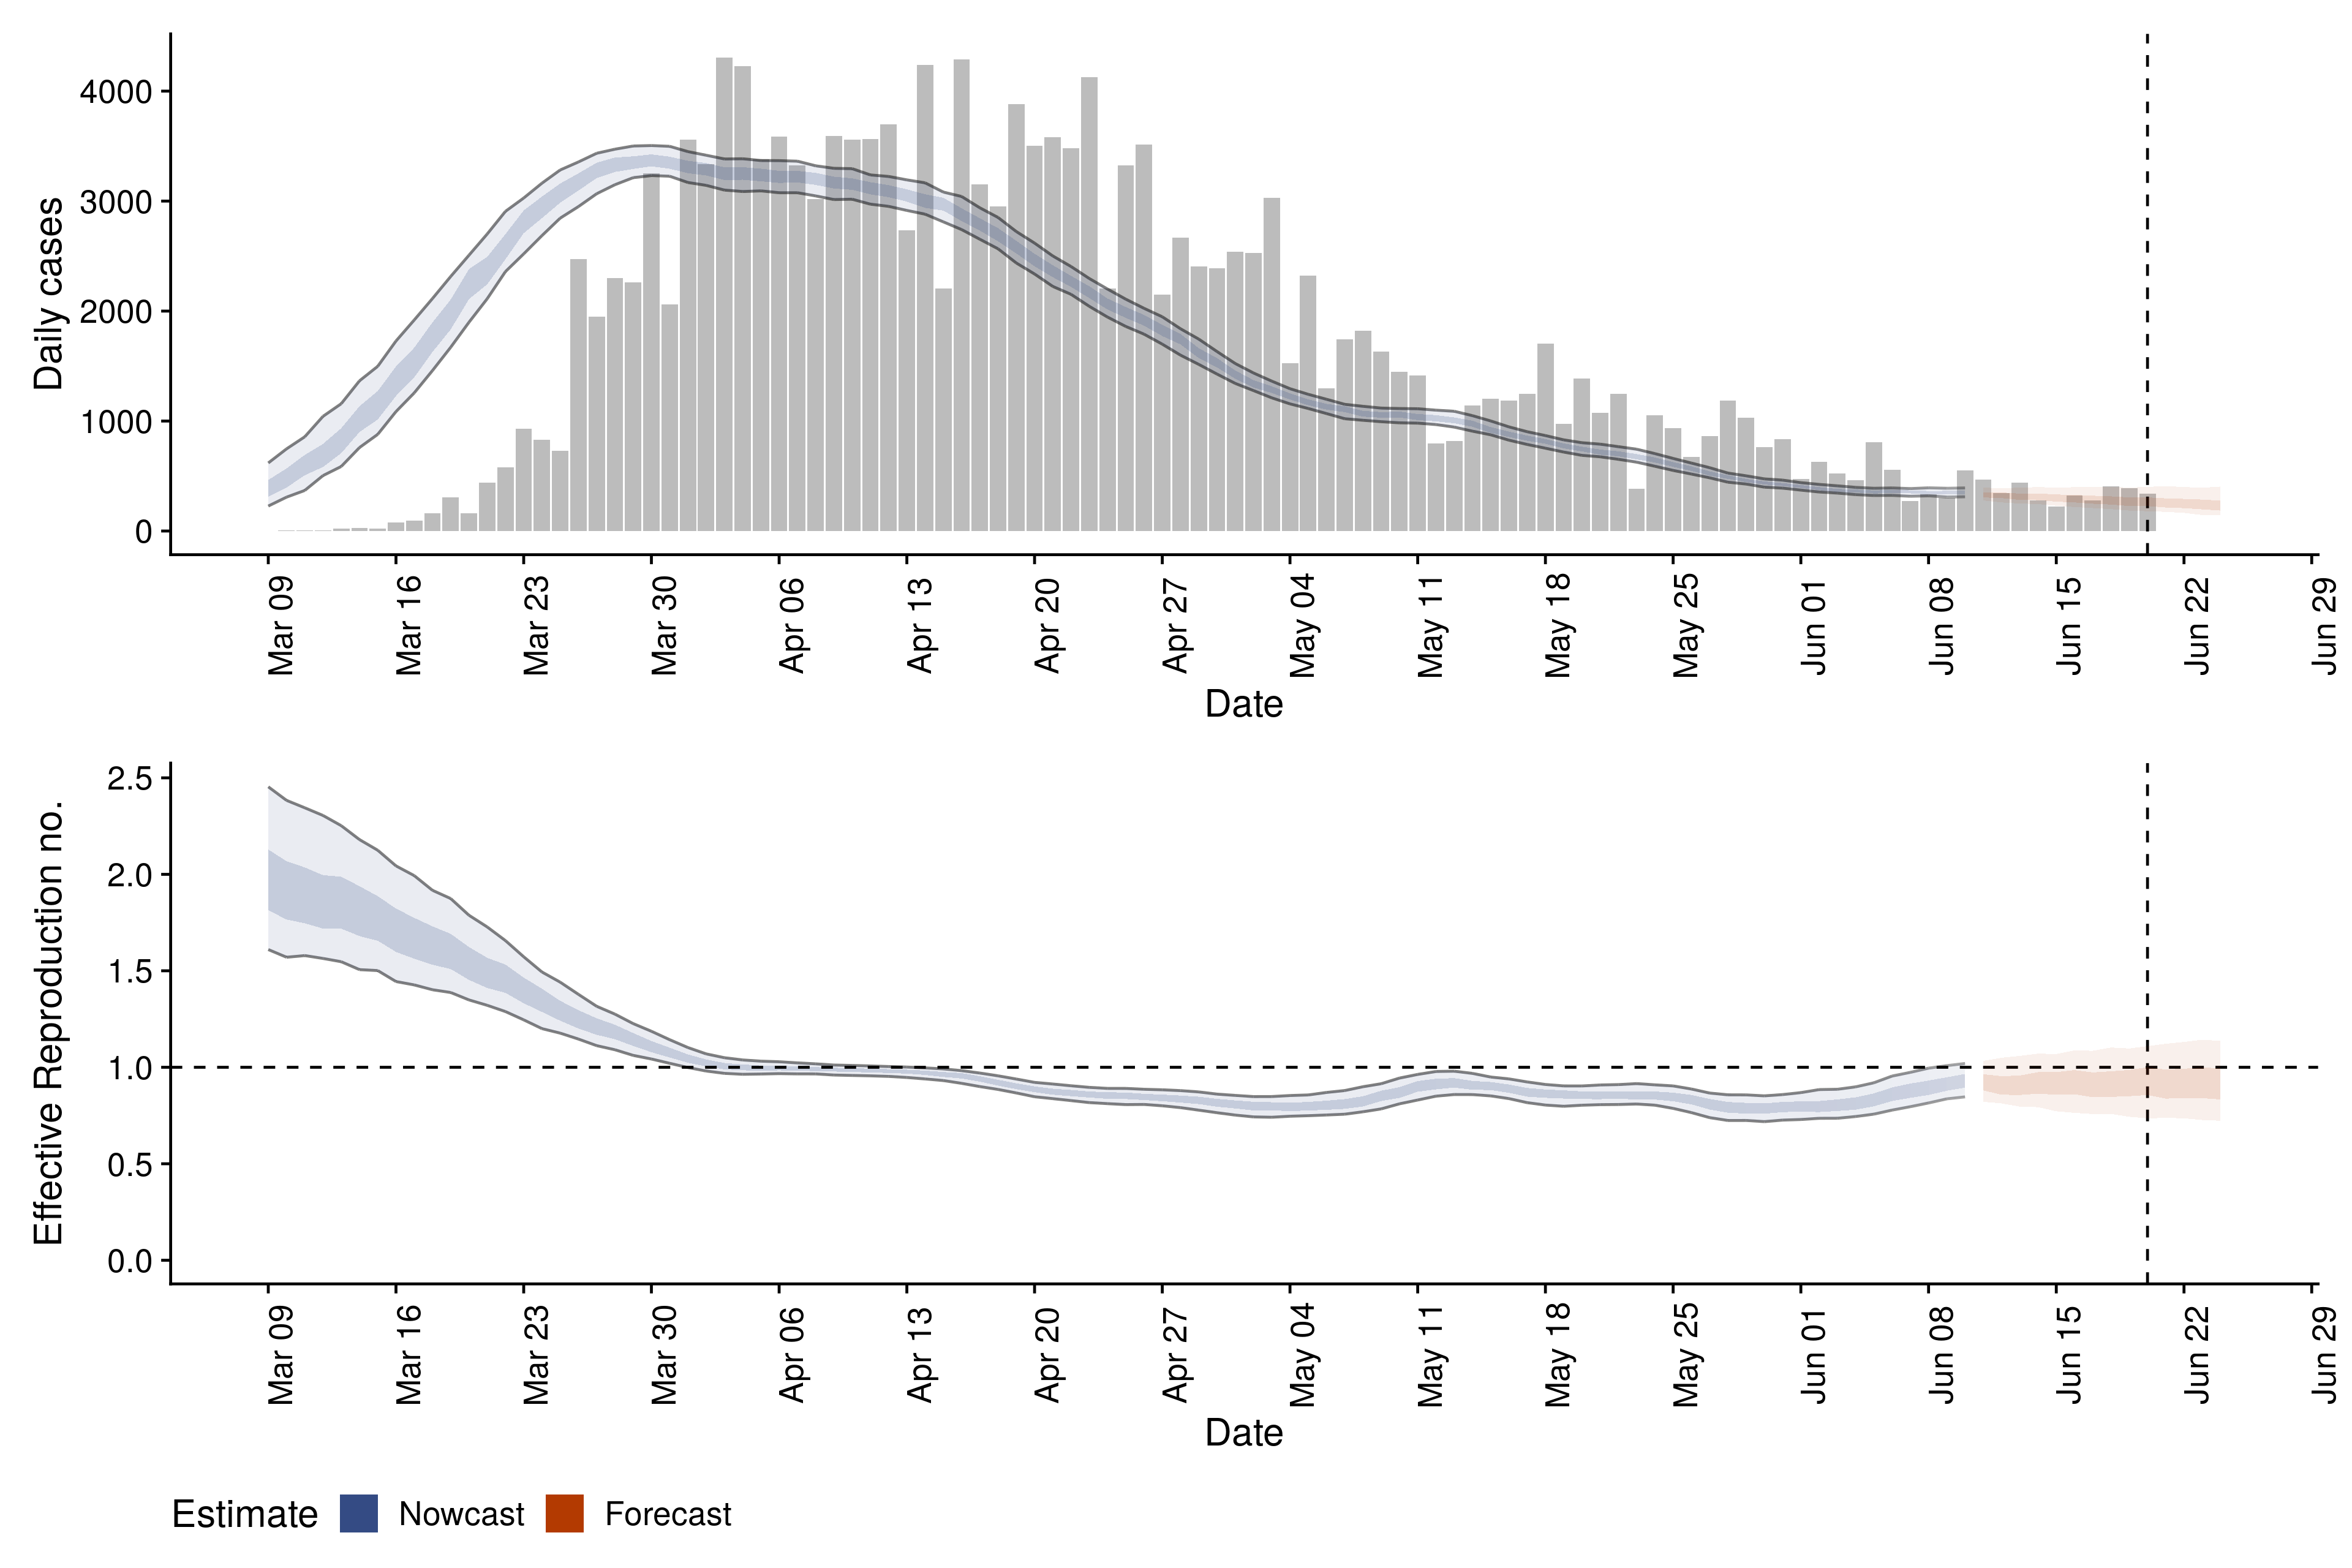 Daily cases
4000
3000
2000
1000
0
Mar 09 Mar 16 Mar 23 Mar 30 Apr 06 Apr 13 Apr 20 Apr 27 May 04 May 11 May 18 May 25 Jun 01 Jun 08 Jun 15 Jun 22 Jun 29
Date
Effective Reproduction no.
2.5
2.0
1.5
1.0
0.5
0.0
Mar 09 Mar 16 Mar 23 Mar 30 Apr 06 Apr 13 Apr 20 Apr 27 May 04 May 11 May 18 May 25 Jun 01 Jun 08 Jun 15 Jun 22 Jun 29
Date
Estimate Nowcast Forecast